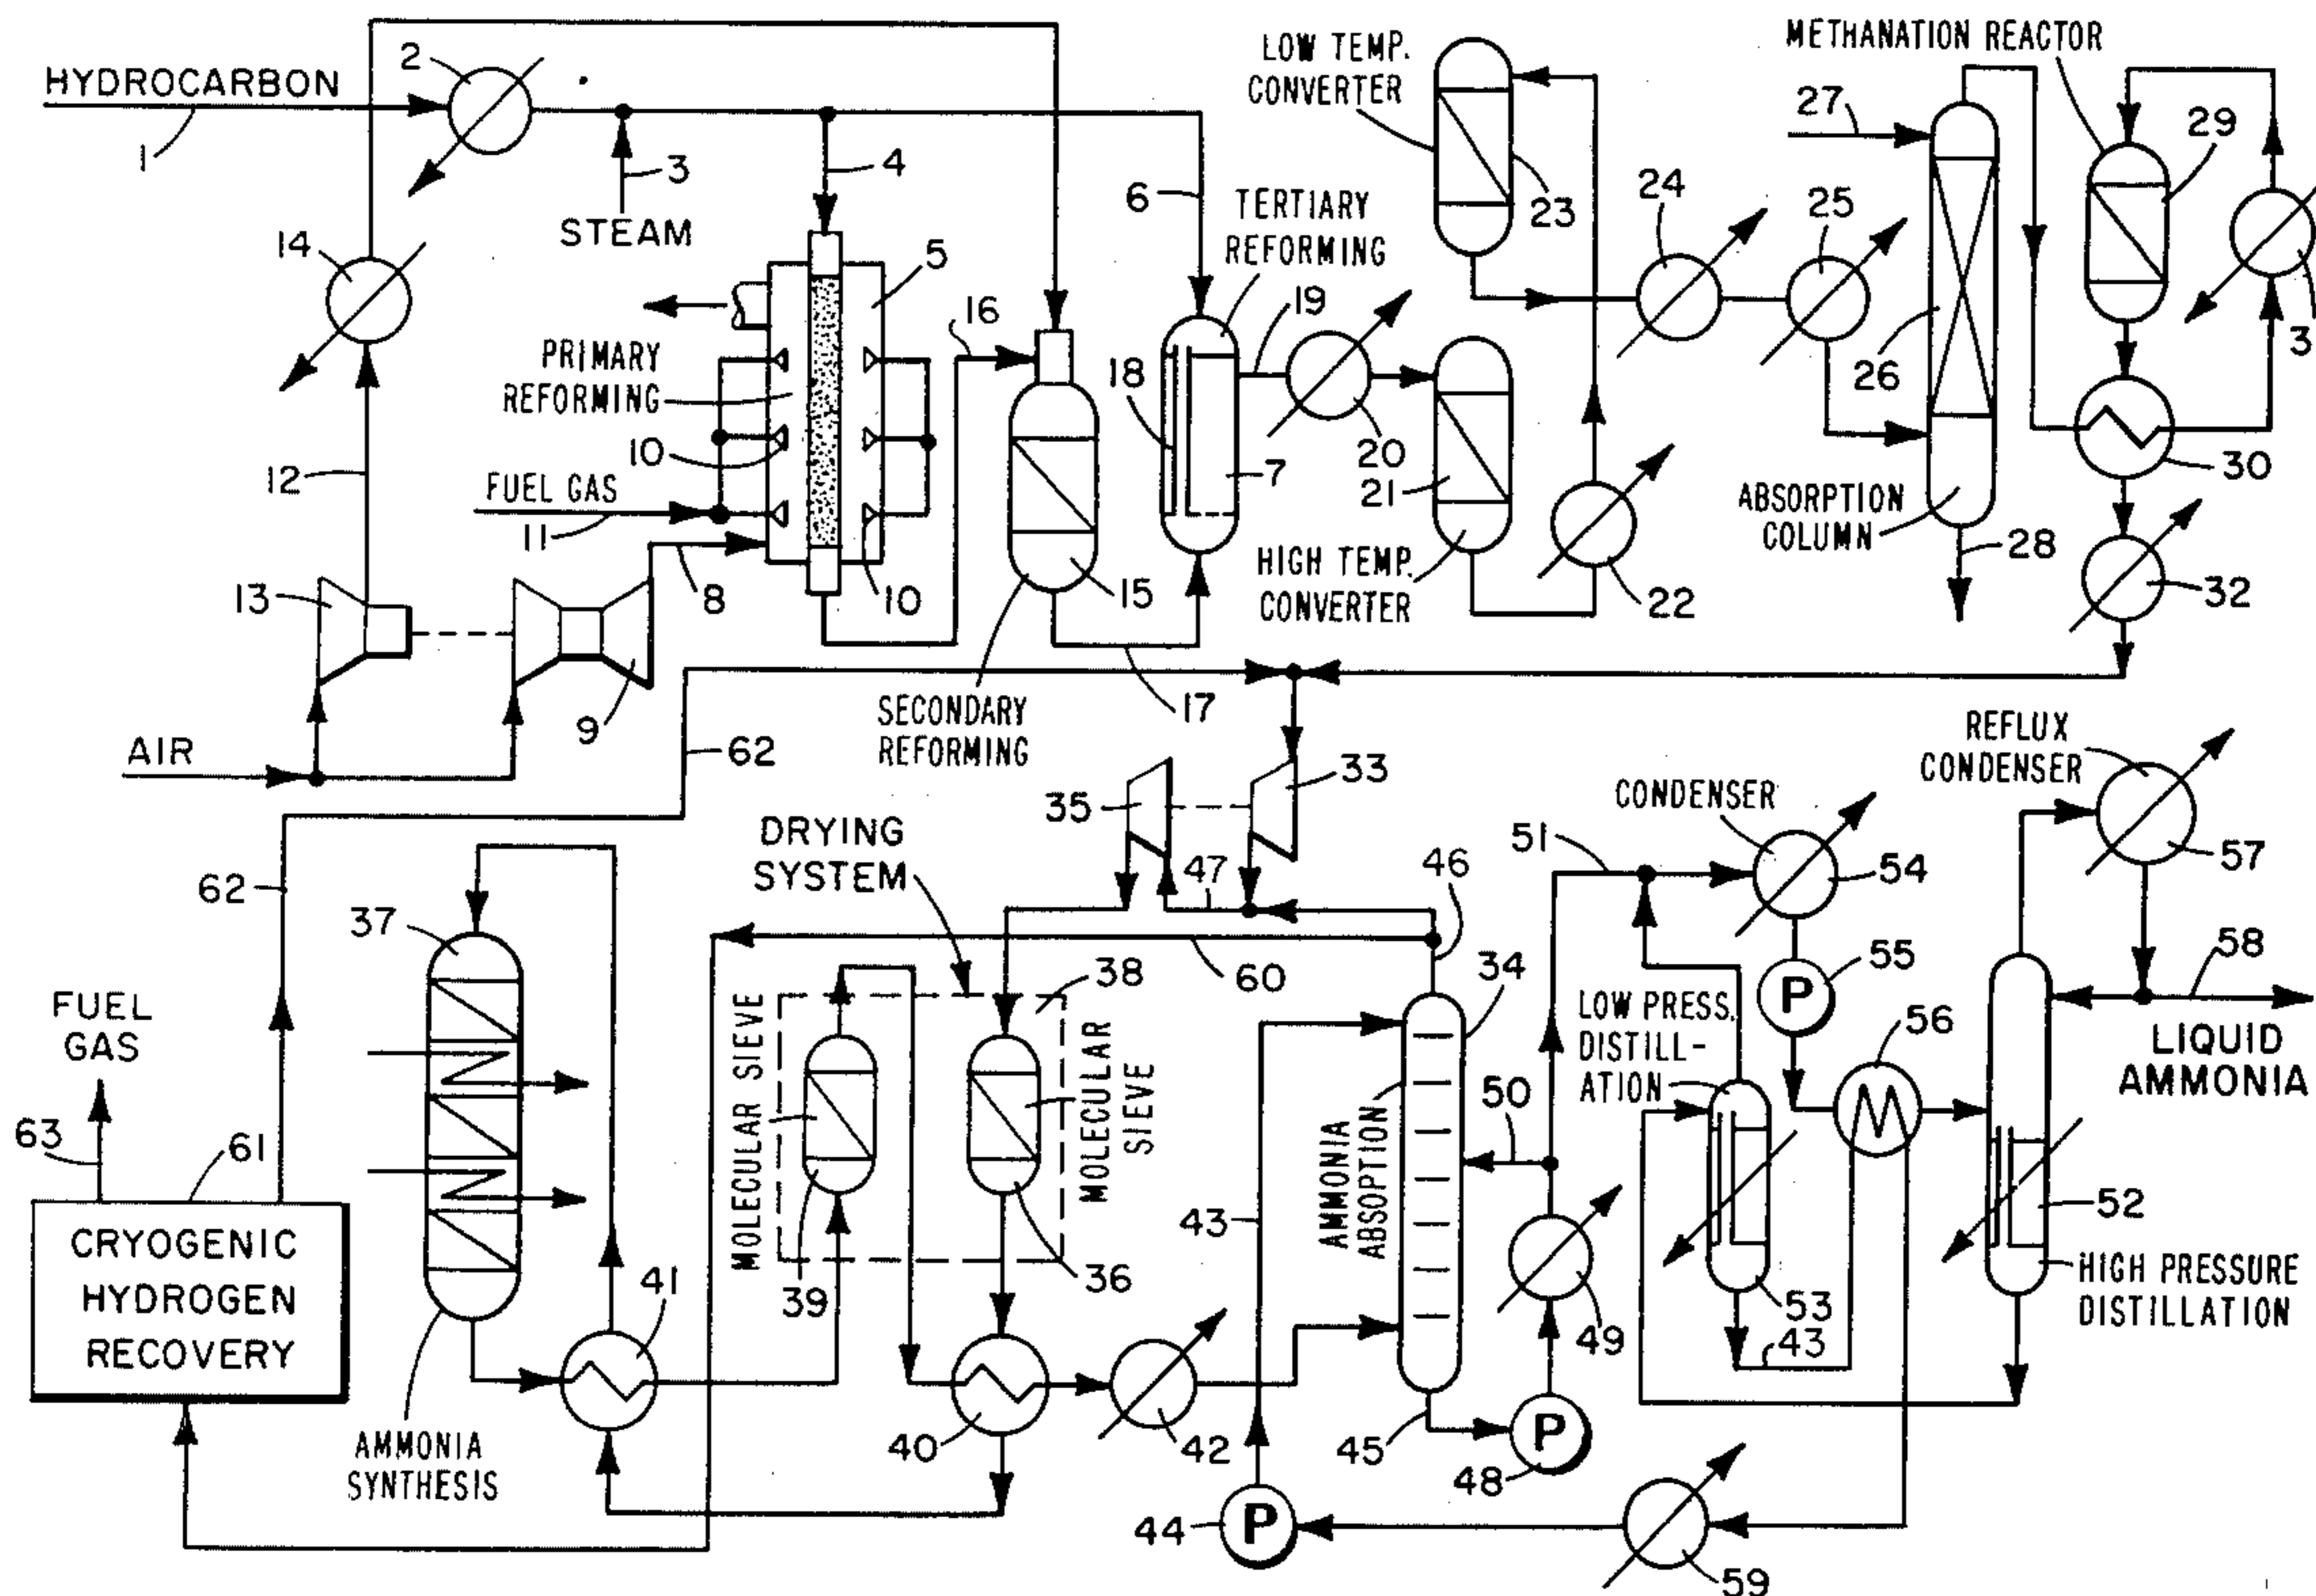 HYDROCARBON
1
2
3
STEAM
4
5
6
14
12
13
AIR
9
8
PRIMARY
REFORMING
10
FUEL GAS
11
10
16
15
SECONDARY
REFORMING
17
TERTIARY
REFORMING
18
7
19
20
21
HIGH TEMP.
CONVERTER
22
LOW TEMP.
CONVERTER
23
24
25
METHANATION REACTOR
27
26
ABSORPTION
COLUMN
28
29
3
30
32
62
62
33
35
47
46
DRYING
SYSTEM
38
MOLECULAR SIEVE
MOLECULAR
SIEVE
39
36
37
FUEL
GAS
63
61
CRYOGENIC
HYDROGEN
RECOVERY
AMMONIA
SYNTHESIS
41
40
42
60
34
43
AMMONIA
ABSOPTION
50
51
45
P
48
49
P
44
59
CONDENSER
54
P
55
LOW PRESS.
DISTILL-
ATION
53
43
56
REFLUX
CONDENSER
57
58
LIQUID
AMMONIA
52
HIGH PRESSURE
DISTILLATION